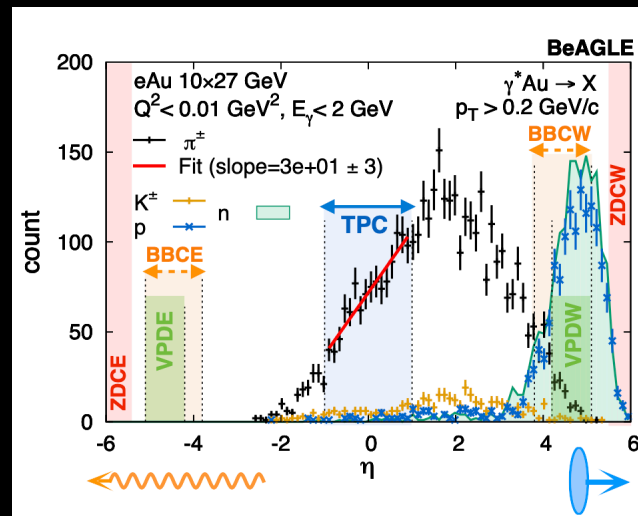 BeAGLE
eAu 10×27 GeV
Q²< 0.01 GeV², Eγ< 2 GeV
γ*Au → X
pT > 0.2 GeV/c
π±
Fit (slope=3e+01 ± 3)
K±
p
n
BBCE
TPC
BBCW
ZDCE
VPDE
VPDW
ZDCW
count
200
150
100
50
0
-6
-4
-2
0
2
4
6
η